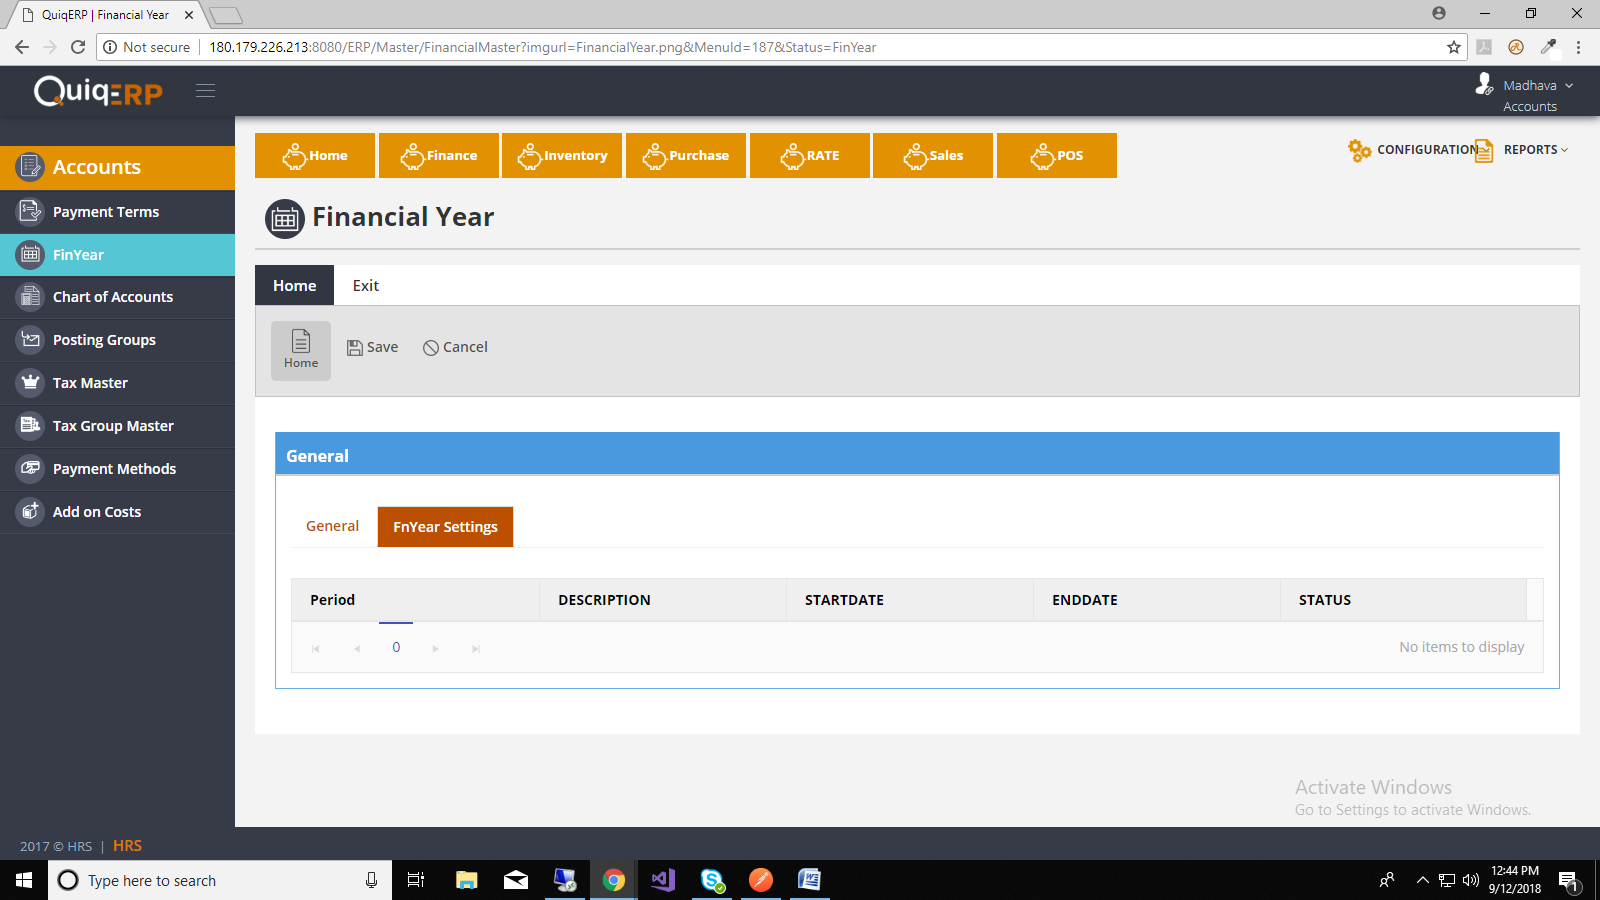 QuiqERP | Financial Year
Not secure
180.179.226.213:8080/ERP/Master/FinancialMaster?imgurl=FinancialYear.png&MenuId=187&Status=FinYear
QuiqERP
Madhava
Accounts
Accounts
Payment Terms
FinYear
Chart of Accounts
Posting Groups
Tax Master
Tax Group Master
Payment Methods
Add on Costs
Home
Finance
Inventory
Purchase
RATE
Sales
POS
CONFIGURATION
REPORTS
Financial Year
Home
Exit
Home
Save
Cancel
General
General
FnYear Settings
Period
DESCRIPTION
STARTDATE
ENDDATE
STATUS
0
No items to display
Activate Windows
Go to Settings to activate Windows.
2017 © HRS | HRS
Type here to search
12:44 PM
9/12/2018
1